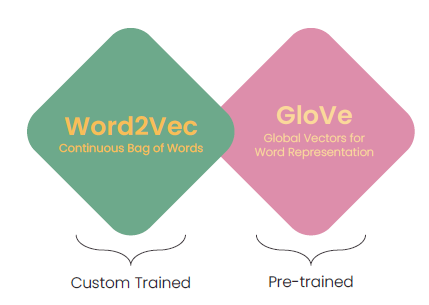 Word2Vec
Continuous Bag of Words
GloVe
Global Vectors for
Word Representation
Custom Trained
Pre-trained